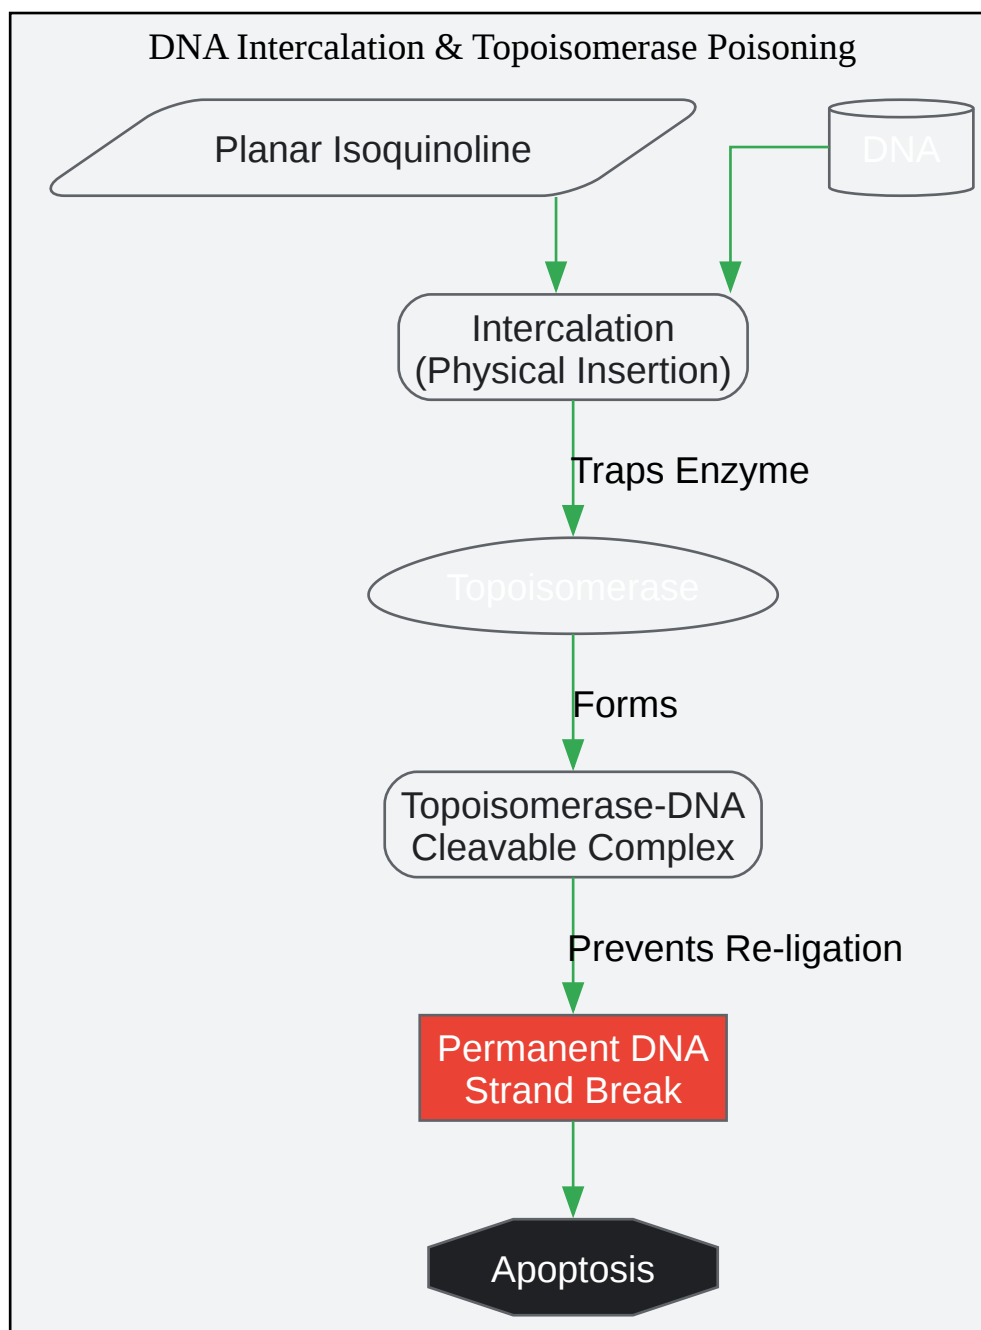 DNA Intercalation & Topoisomerase Poisoning
Planar Isoquinoline
DNA
Intercalation
(Physical Insertion)
Traps Enzyme
Topoisomerase
Forms
Topoisomerase-DNA
Cleavable Complex
Prevents Re-ligation
Permanent DNA
Strand Break
Apoptosis